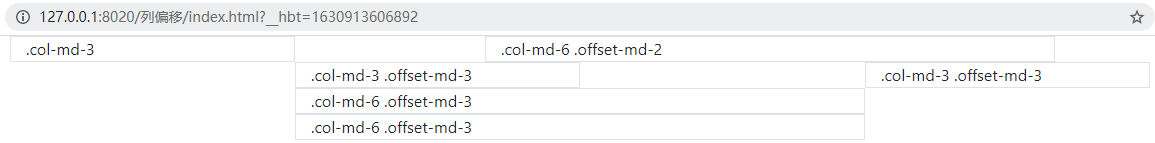 127.0.0.1:8020/列偏移/index.html?__hbt=1630913606892
.col-md-3 .col-md-6 .offset-md-2
.col-md-3 .offset-md-3 .col-md-3 .offset-md-3
.col-md-6 .offset-md-3
.col-md-6 .offset-md-3